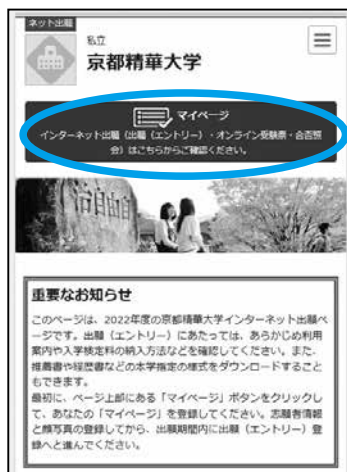 ネット出願
私立
京都精華大学
マイページ
インターネット出願（出願（エントリー）・オンライン受験票・合否照
会）はこちらからご確認ください。
重要なお知らせ
このページは、2022年度の京都精華大学インターネット出願ペ
ージです。出願（エントリー）にあたっては、あらかじめ利用
案内や入学検定料の納入方法などを確認してください。また、
推薦書や経歴書などの本学指定の様式をダウンロードすること
もできます。
最初に、ページ上部にある「マイページ」ボタンをクリックし
て、あなたの「マイページ」を登録してください。志願者情報
と顔写真の登録してから、出願期間内に出願（エントリー）登
録へと進んでください。